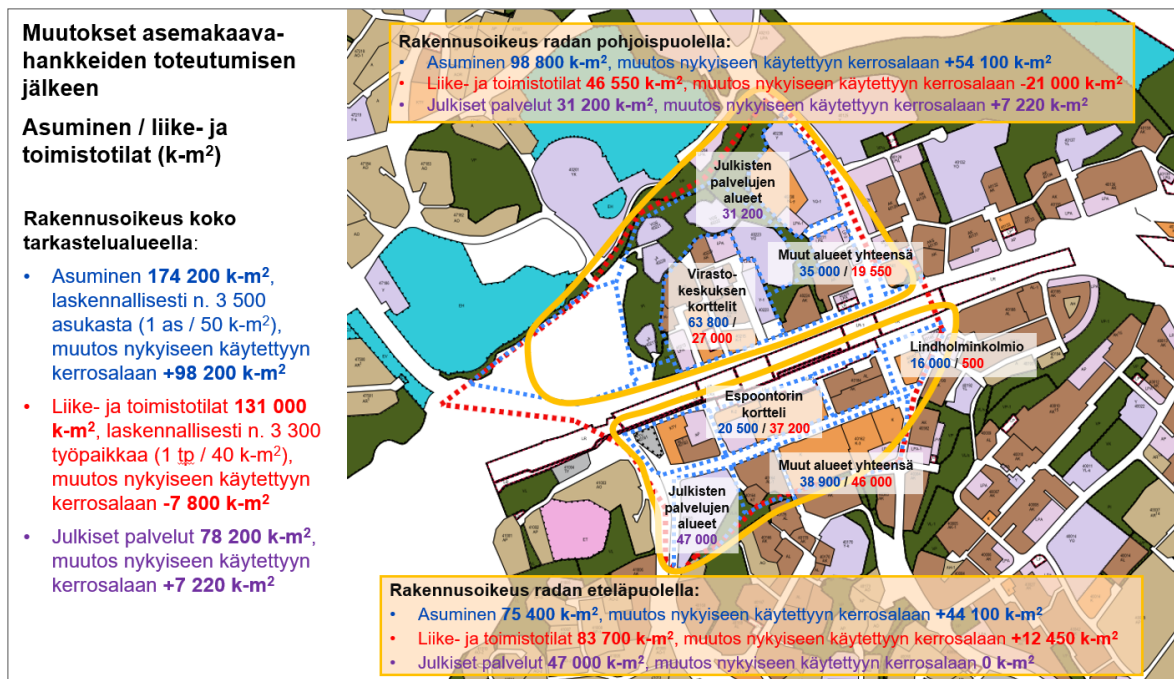 Muutokset asemakaava-
hankkeiden toteutumisen
jälkeen
Asuminen / liike- ja
toimistotilat (k-m²)
Rakennusoikeus koko
tarkastelualueella:
• Asuminen 174 200 k-m²,
laskennallisesti n. 3 500
asukasta (1 as / 50 k-m²),
muutos nykyiseen käytettyyn
kerrosalaan +98 200 k-m²
• Liike- ja toimistotilat 131 000
k-m², laskennallisesti n. 3 300
työpaikkaa (1 tp / 40 k-m²),
muutos nykyiseen käytettyyn
kerrosalaan -7 800 k-m²
• Julkiset palvelut 78 200 k-m²,
muutos nykyiseen käytettyyn
kerrosalaan +7 220 k-m²
Rakennusoikeus radan pohjoispuolella:
• Asuminen 98 800 k-m², muutos nykyiseen käytettyyn kerrosalaan +54 100 k-m²
• Liike- ja toimistotilat 46 550 k-m², muutos nykyiseen käytettyyn kerrosalaan -21 000 k-m²
• Julkiset palvelut 31 200 k-m², muutos nykyiseen käytettyyn kerrosalaan +7 220 k-m²
Julkisten
palvelujen
alueet
31 200
Muut alueet yhteensä
35 000 / 19 550
Virasto-
keskuksen
korttelit
63 800 /
27 000
Lindholminkolmio
16 000 / 500
Espoontorin
kortteli
20 500 / 37 200
Muut alueet yhteensä
38 900 / 46 000
Julkisten
palvelujen
alueet
47 000
Rakennusoikeus radan eteläpuolella:
• Asuminen 75 400 k-m², muutos nykyiseen käytettyyn kerrosalaan +44 100 k-m²
• Liike- ja toimistotilat 83 700 k-m², muutos nykyiseen käytettyyn kerrosalaan +12 450 k-m²
• Julkiset palvelut 47 000 k-m², muutos nykyiseen käytettyyn kerrosalaan 0 k-m²